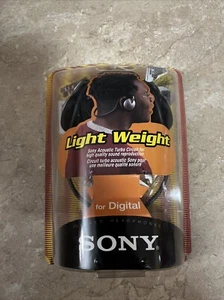 Light Weight
Sony Acoustic Turbo Circuit for
high quality sound reproduction
Circuit turbo acoustic Sony pour
une meilleure qualité sonore
for Digital
HEADPHONES
SONY